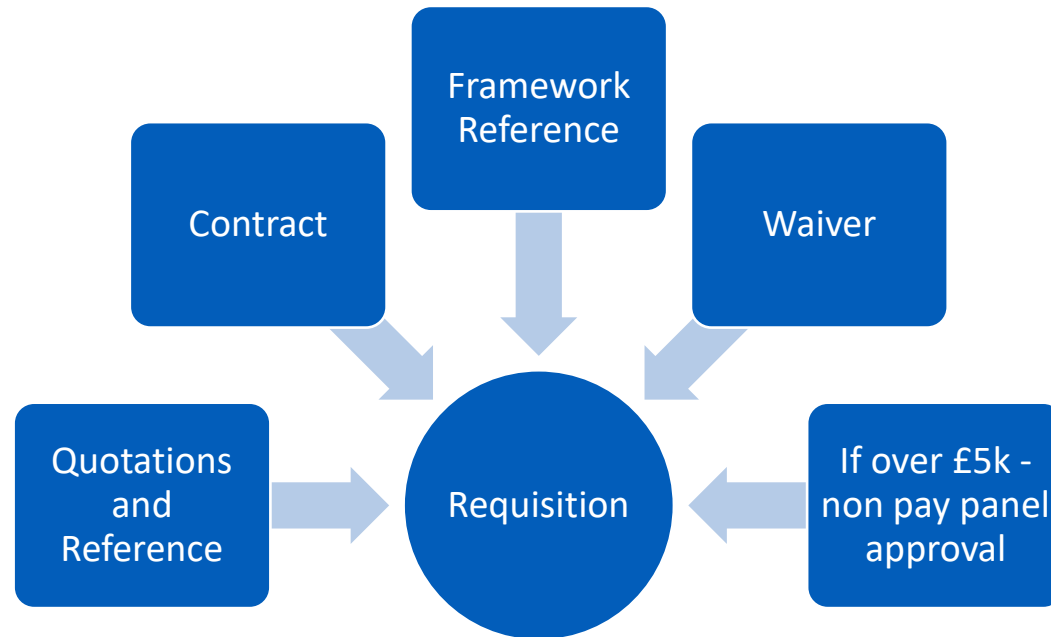 Framework
Reference
Contract
Waiver
Quotations
and
Reference
Requisition
If over £5k -
non pay panel
approval